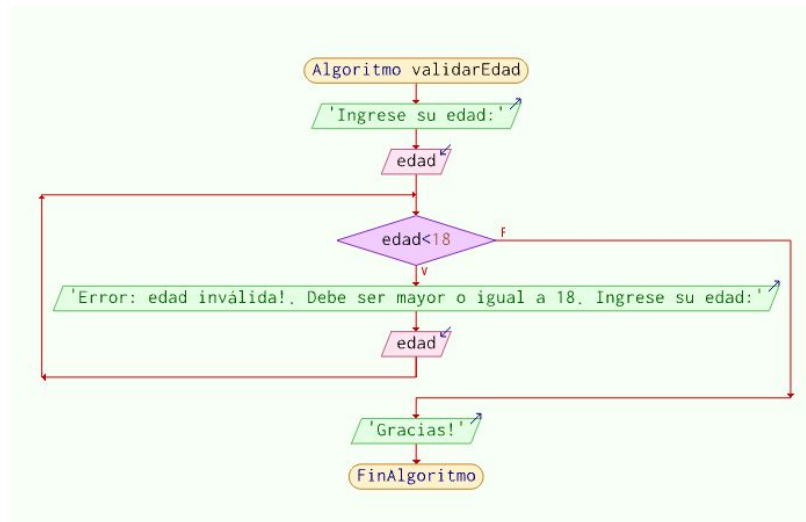 Algoritmo validarEdad
'Ingrese su edad:'
edad
edad<18
F
V
'Error: edad inválida!. Debe ser mayor o igual a 18. Ingrese su edad:'
edad
'Gracias!'
FinAlgoritmo